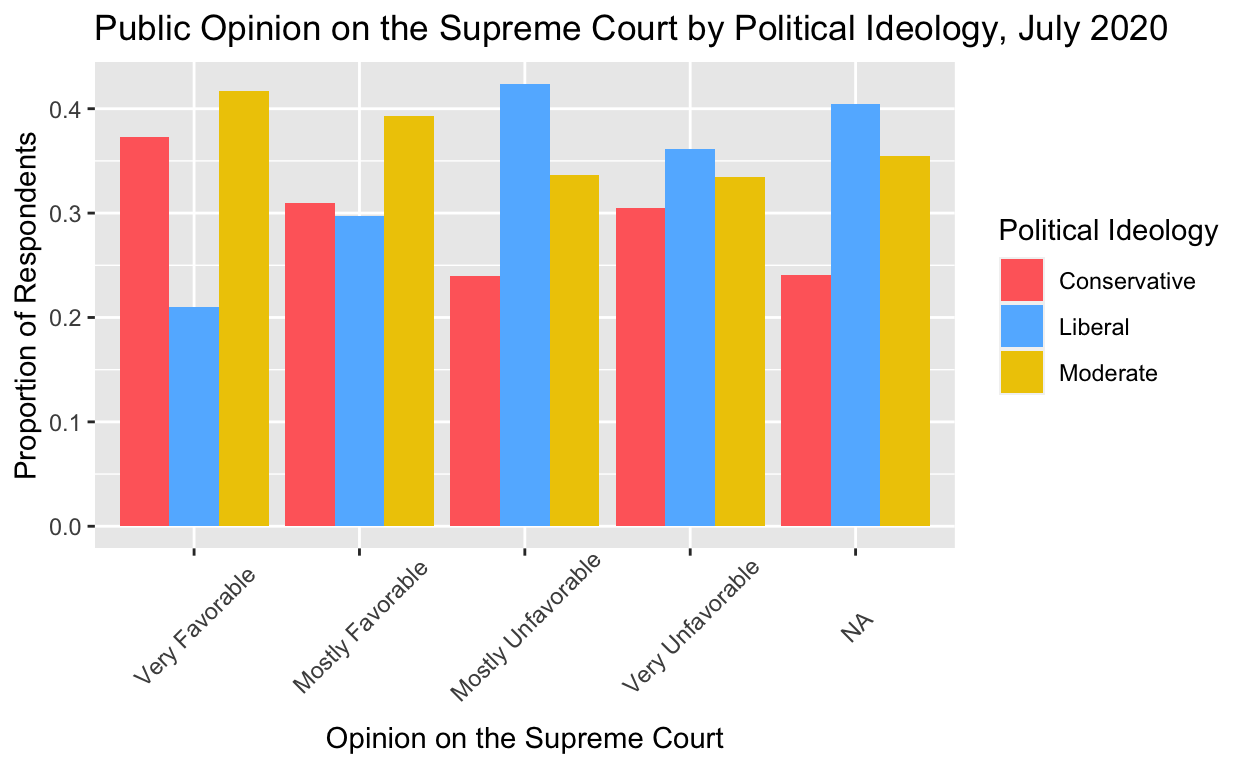 Public Opinion on the Supreme Court by Political Ideology, July 2020
Proportion of Respondents
0.4
0.3
0.2
0.1
0.0
Very Favorable
Mostly Favorable
Mostly Unfavorable
Very Unfavorable
NA
Opinion on the Supreme Court
Political Ideology
Conservative
Liberal
Moderate